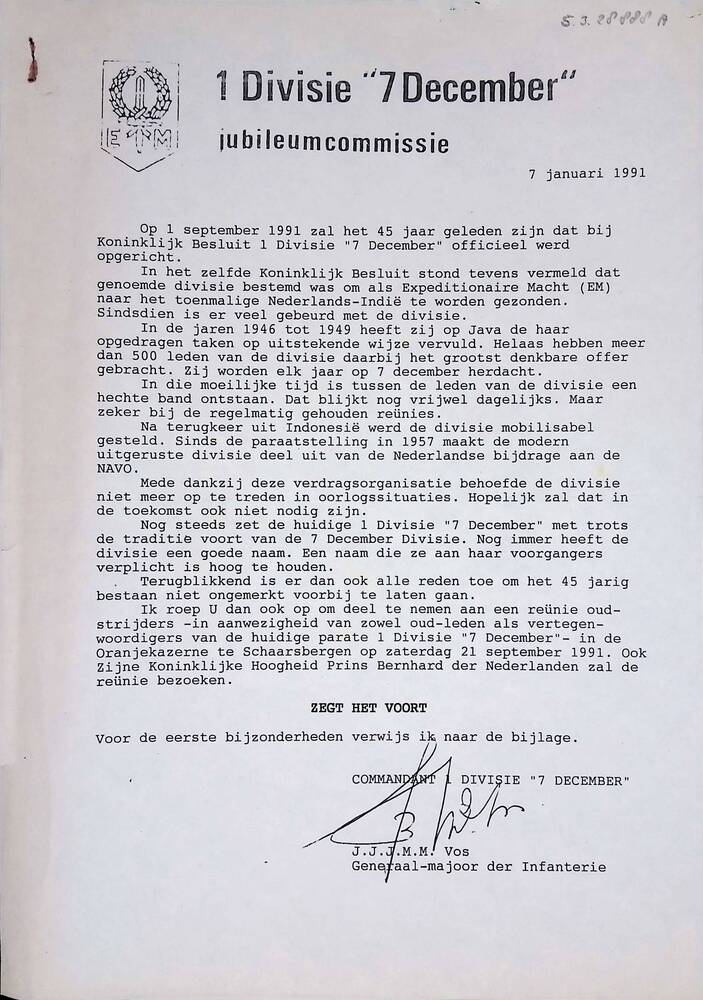 1 Divisie "7 December"
jubileumcommissie
7 januari 1991
Op 1 september 1991 zal het 45 jaar geleden zijn dat bij
Koninklijk Besluit 1 Divisie "7 December" officieel werd
opgericht.
In het zelfde Koninklijk Besluit stond tevens vermeld dat
genoemde divisie bestemd was om als Expeditionaire Macht (EM)
naar het toenmalige Nederlands-Indië te worden gezonden.
Sindsdien is er veel gebeurd met de divisie.
In de jaren 1946 tot 1949 heeft zij op Java de haar
opgedragen taken op uitstekende wijze vervuld. Helaas hebben meer
dan 500 leden van de divisie daarbij het grootst denkbare offer
gebracht. Zij worden elk jaar op 7 december herdacht.
In die moeilijke tijd is tussen de leden van de divisie een
hechte band ontstaan. Dat blijkt nog vrijwel dagelijks. Maar
zeker bij de regelmatig gehouden reünies.
Na terugkeer uit Indonesië werd de divisie mobilisabel
gesteld. Sinds de paraatstelling in 1957 maakt de modern
uitgeruste divisie deel uit van de Nederlandse bijdrage aan de
NAVO.
Mede dankzij deze verdragsorganisatie behoefde de divisie
niet meer op te treden in oorlogssituaties. Hopelijk zal dat in
de toekomst ook niet nodig zijn.
Nog steeds zet de huidige 1 Divisie "7 December" met trots
de traditie voort van de 7 December Divisie. Nog immer heeft de
divisie een goede naam. Een naam die ze aan haar voorgangers
verplicht is hoog te houden.
Terugblikkend is er dan ook alle reden toe om het 45 jarig
bestaan niet ongemerkt voorbij te laten gaan.
Ik roep U dan ook op om deel te nemen aan een reünie oud-
strijders -in aanwezigheid van zowel oud-leden als vertegen-
woordigers van de huidige parate 1 Divisie "7 December"- in de
Oranjekazerne te Schaarsbergen op zaterdag 21 september 1991. Ook
Zijne Koninklijke Hoogheid Prins Bernhard der Nederlanden zal de
reünie bezoeken.
ZEGT HET VOORT
Voor de eerste bijzonderheden verwijs ik naar de bijlage.
COMMANDANT 1 DIVISIE "7 DECEMBER"
J.J.J.M.M. Vos
Generaal-majoor der Infanterie